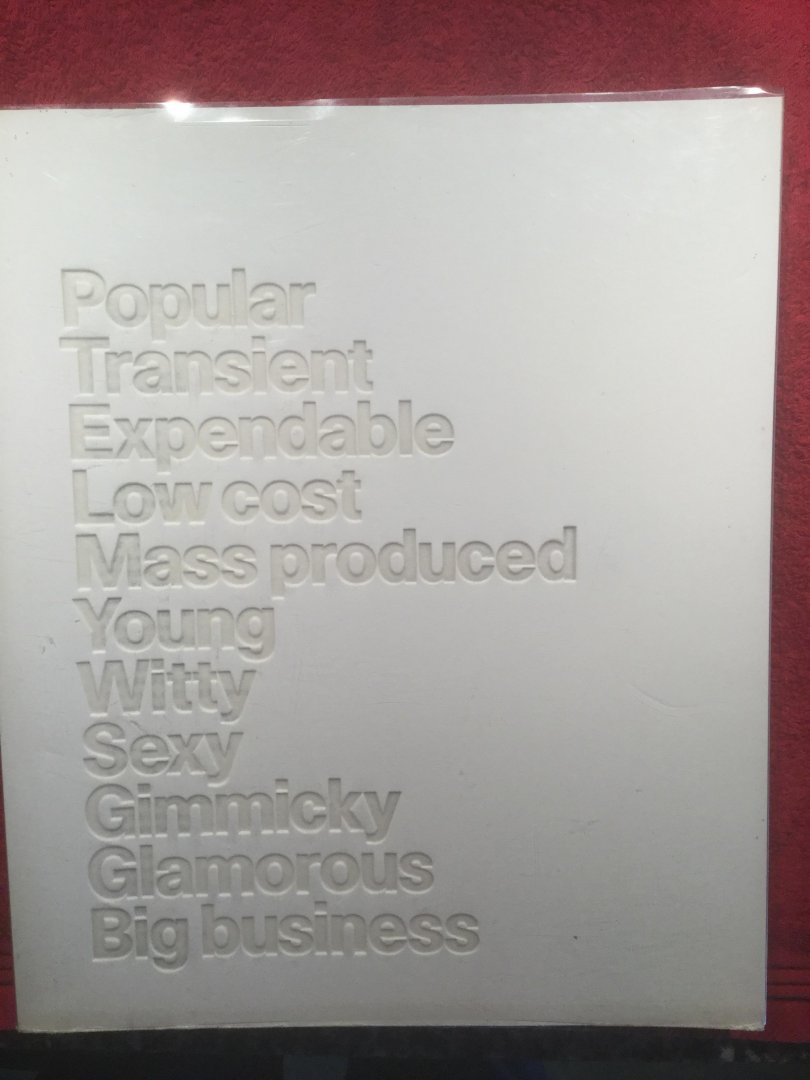 Popular
Transient
Expendable
Low cost
Mass produced
Young
Witty
Sexy
Gimmicky
Glamorous
Big business